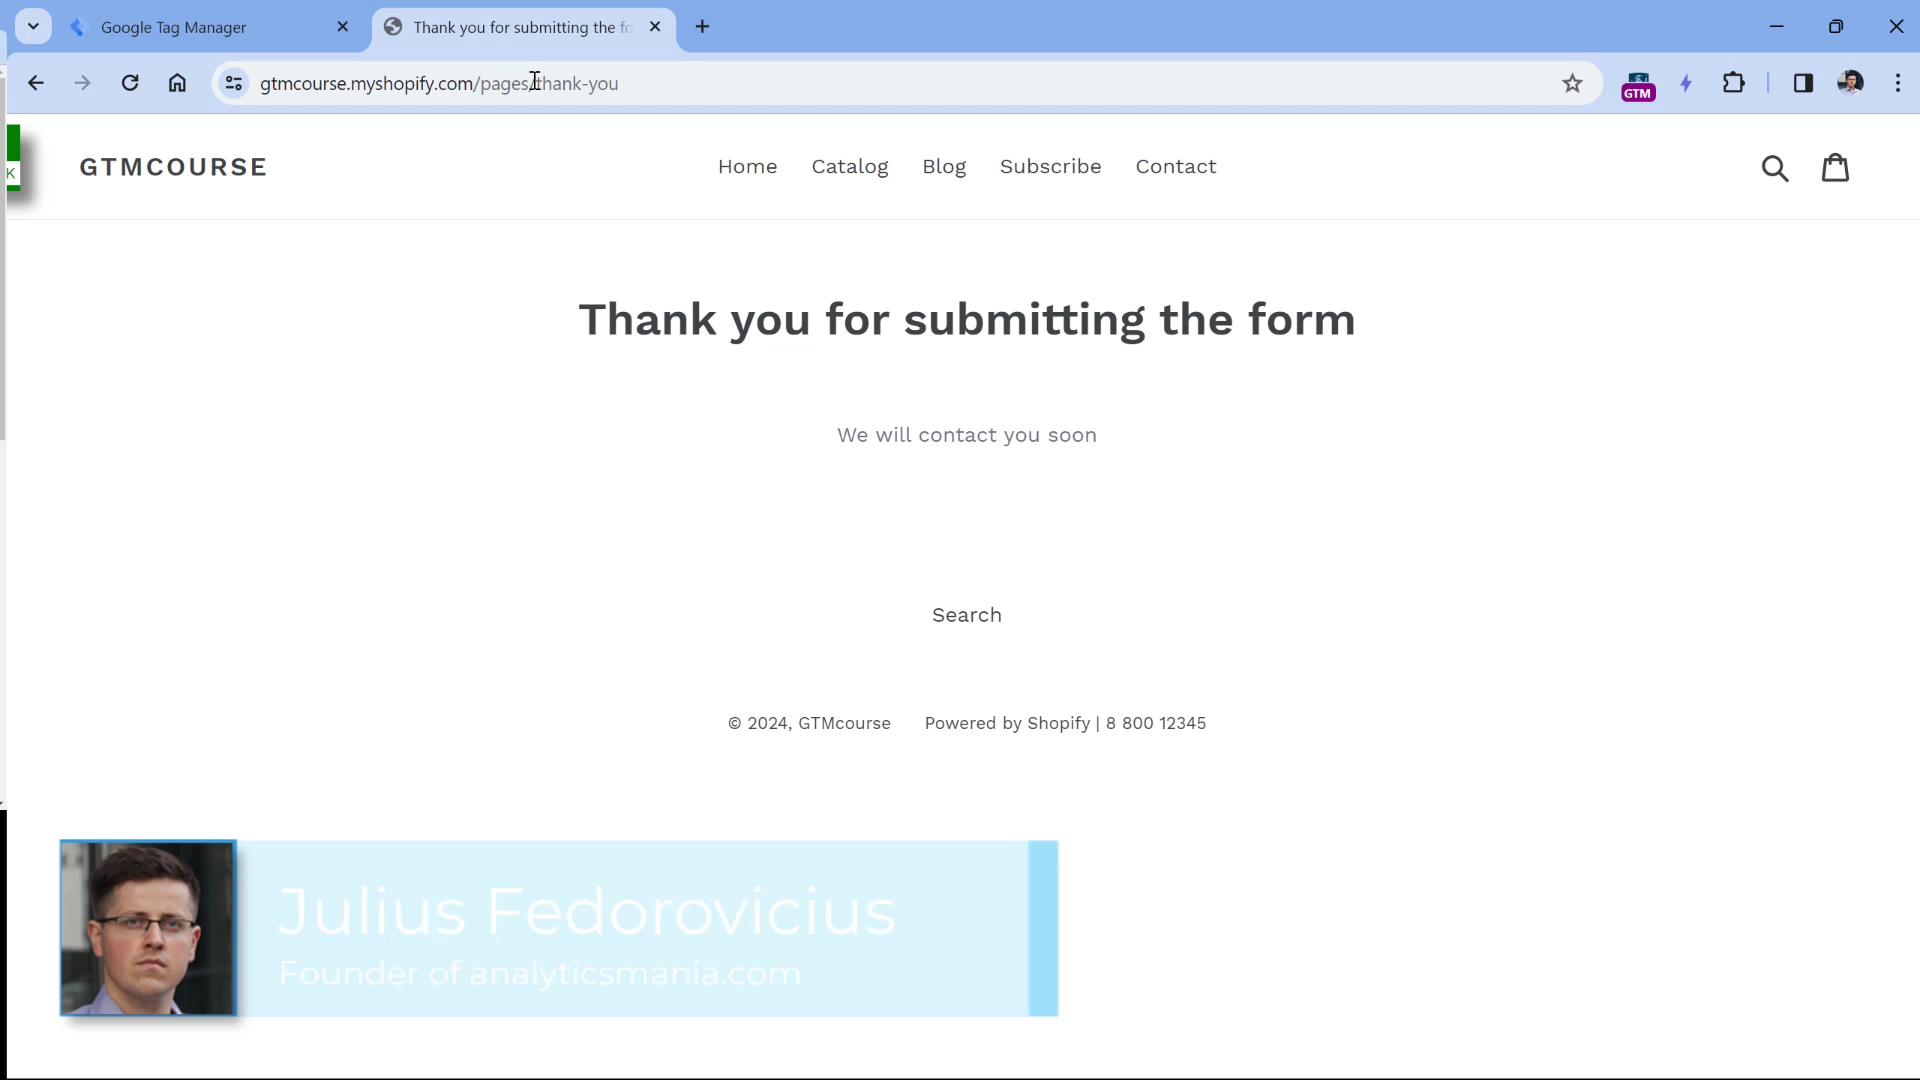 Google Tag Manager
Thank you for submitting the fo
gtmcourse.myshopify.com/pages/thank-you
GTM
K
GTMCOURSE
Home
Catalog
Blog
Subscribe
Contact
Thank you for submitting the form
We will contact you soon
Search
© 2024, GTMcourse
Powered by Shopify | 8 800 12345
Julius Fedorovicius
Founder of analyticsmania.com